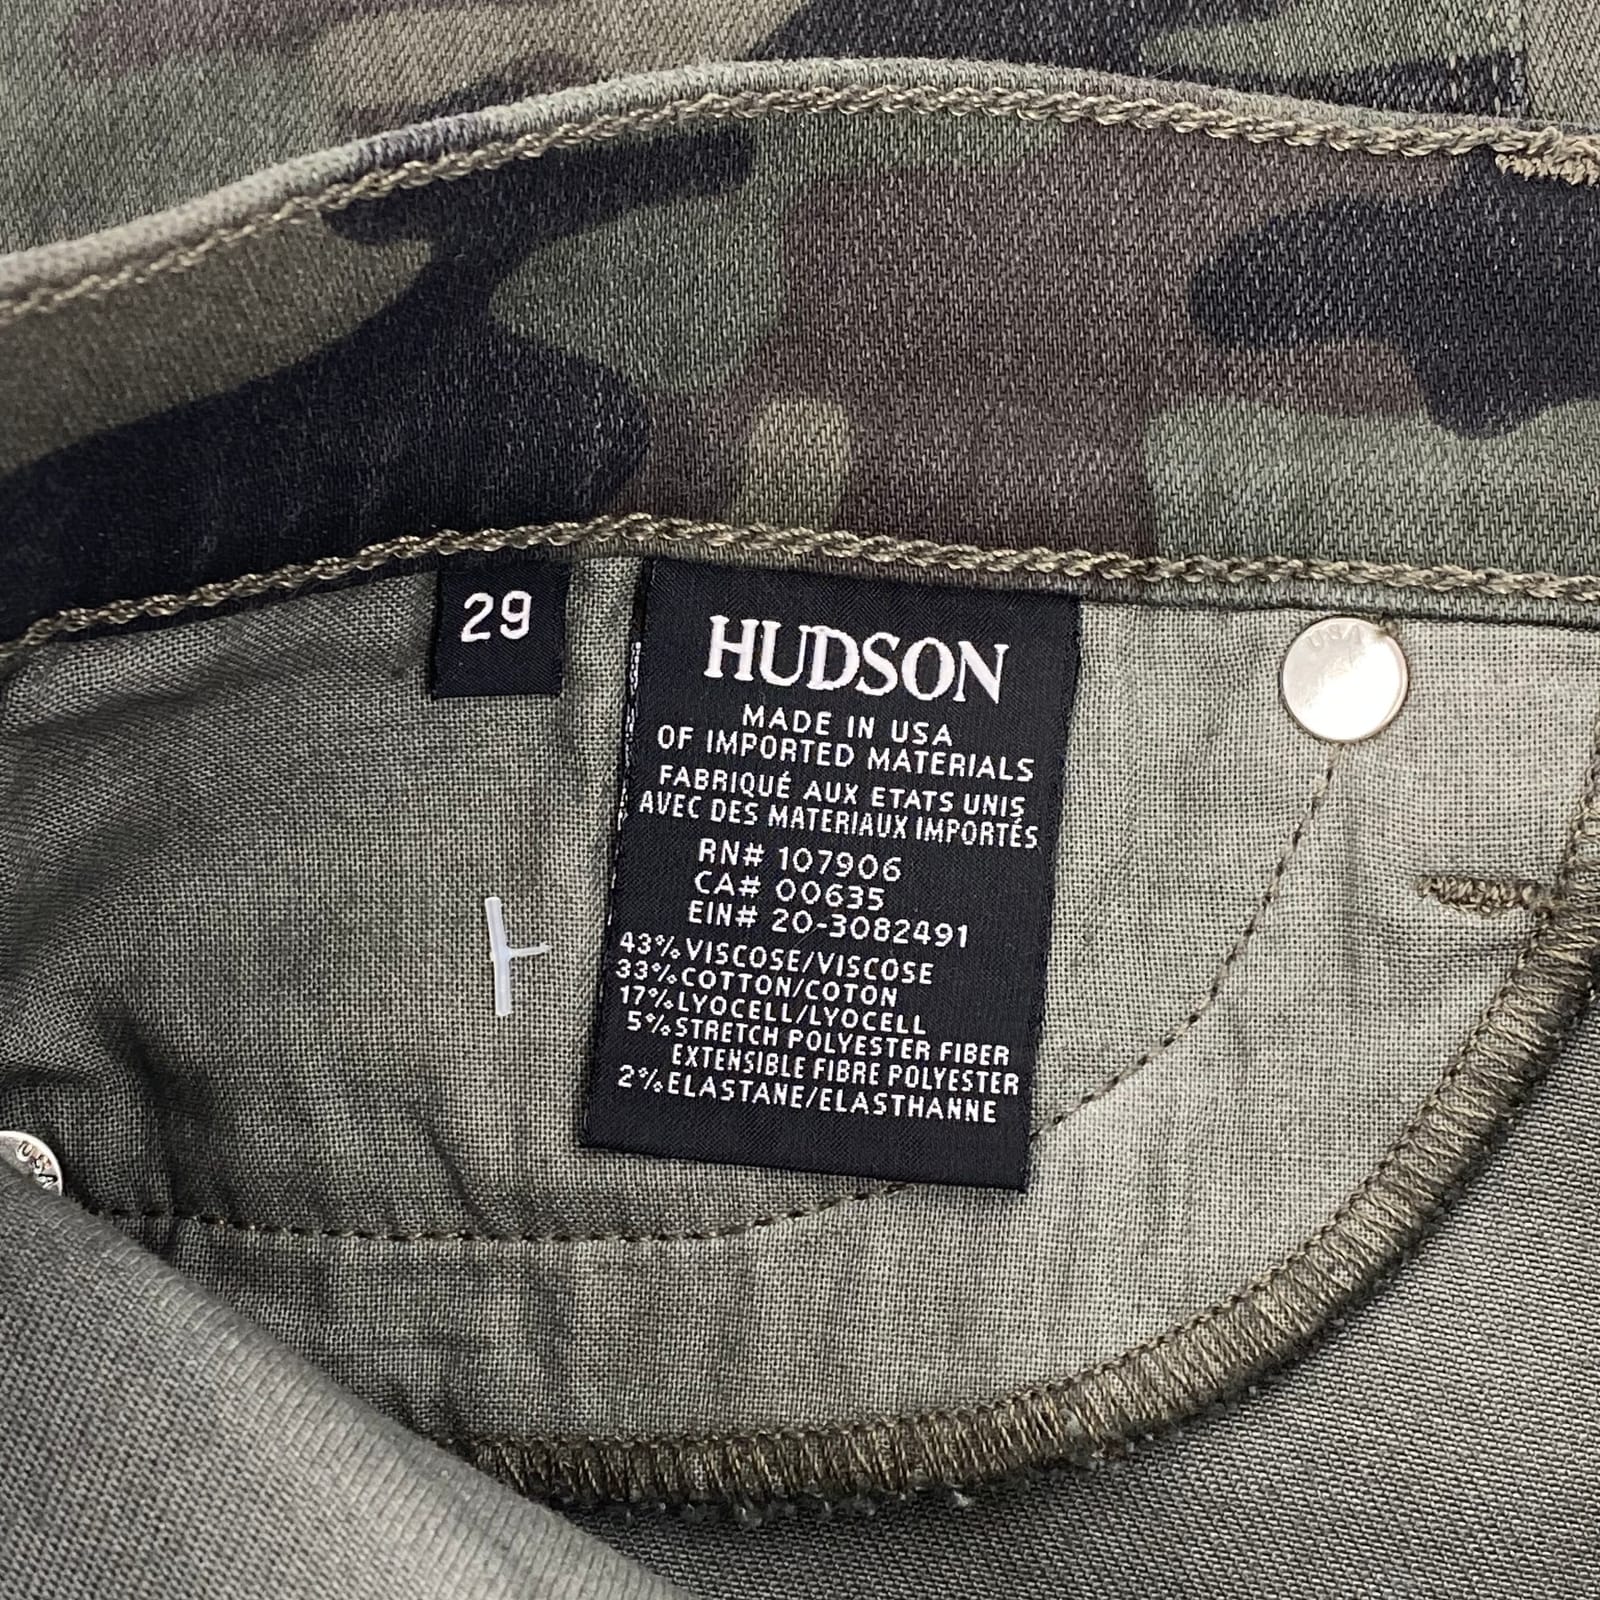 29
HUDSON
MADE IN USA
OF IMPORTED MATERIALS
FABRIQUÉ AUX ETATS UNIS
AVEC DES MATERIAUX IMPORTÉS
RN# 107906
CA# 00635
EIN# 20-3082491
43% VISCOSE/VISCOSE
33% COTTON/COTON
17% LYOCELL/LYOCELL
5% STRETCH POLYESTER FIBER
EXTENSIBLE FIBRE POLYESTER
2% ELASTANE/ELASTHANNE
USA